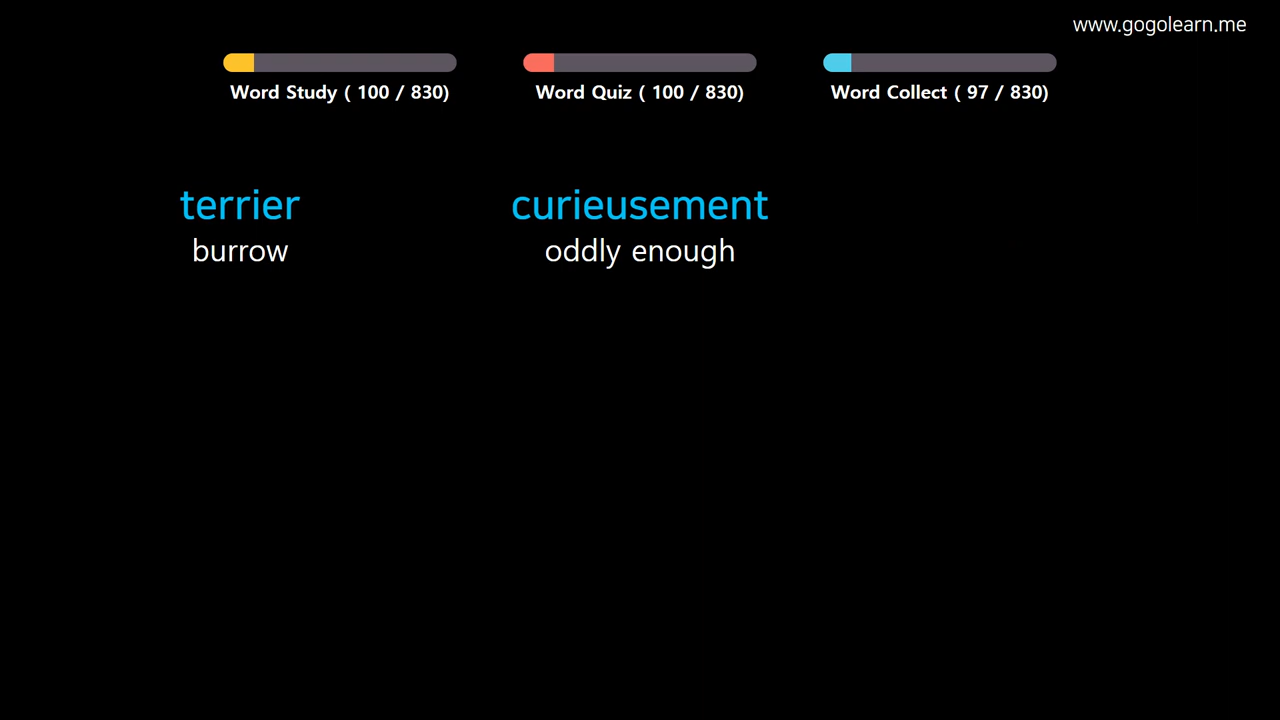 www.gogolearn.me
Word Study ( 100 / 830)
Word Quiz ( 100 / 830)
Word Collect ( 97 / 830)
terrier
burrow
curieusement
oddly enough